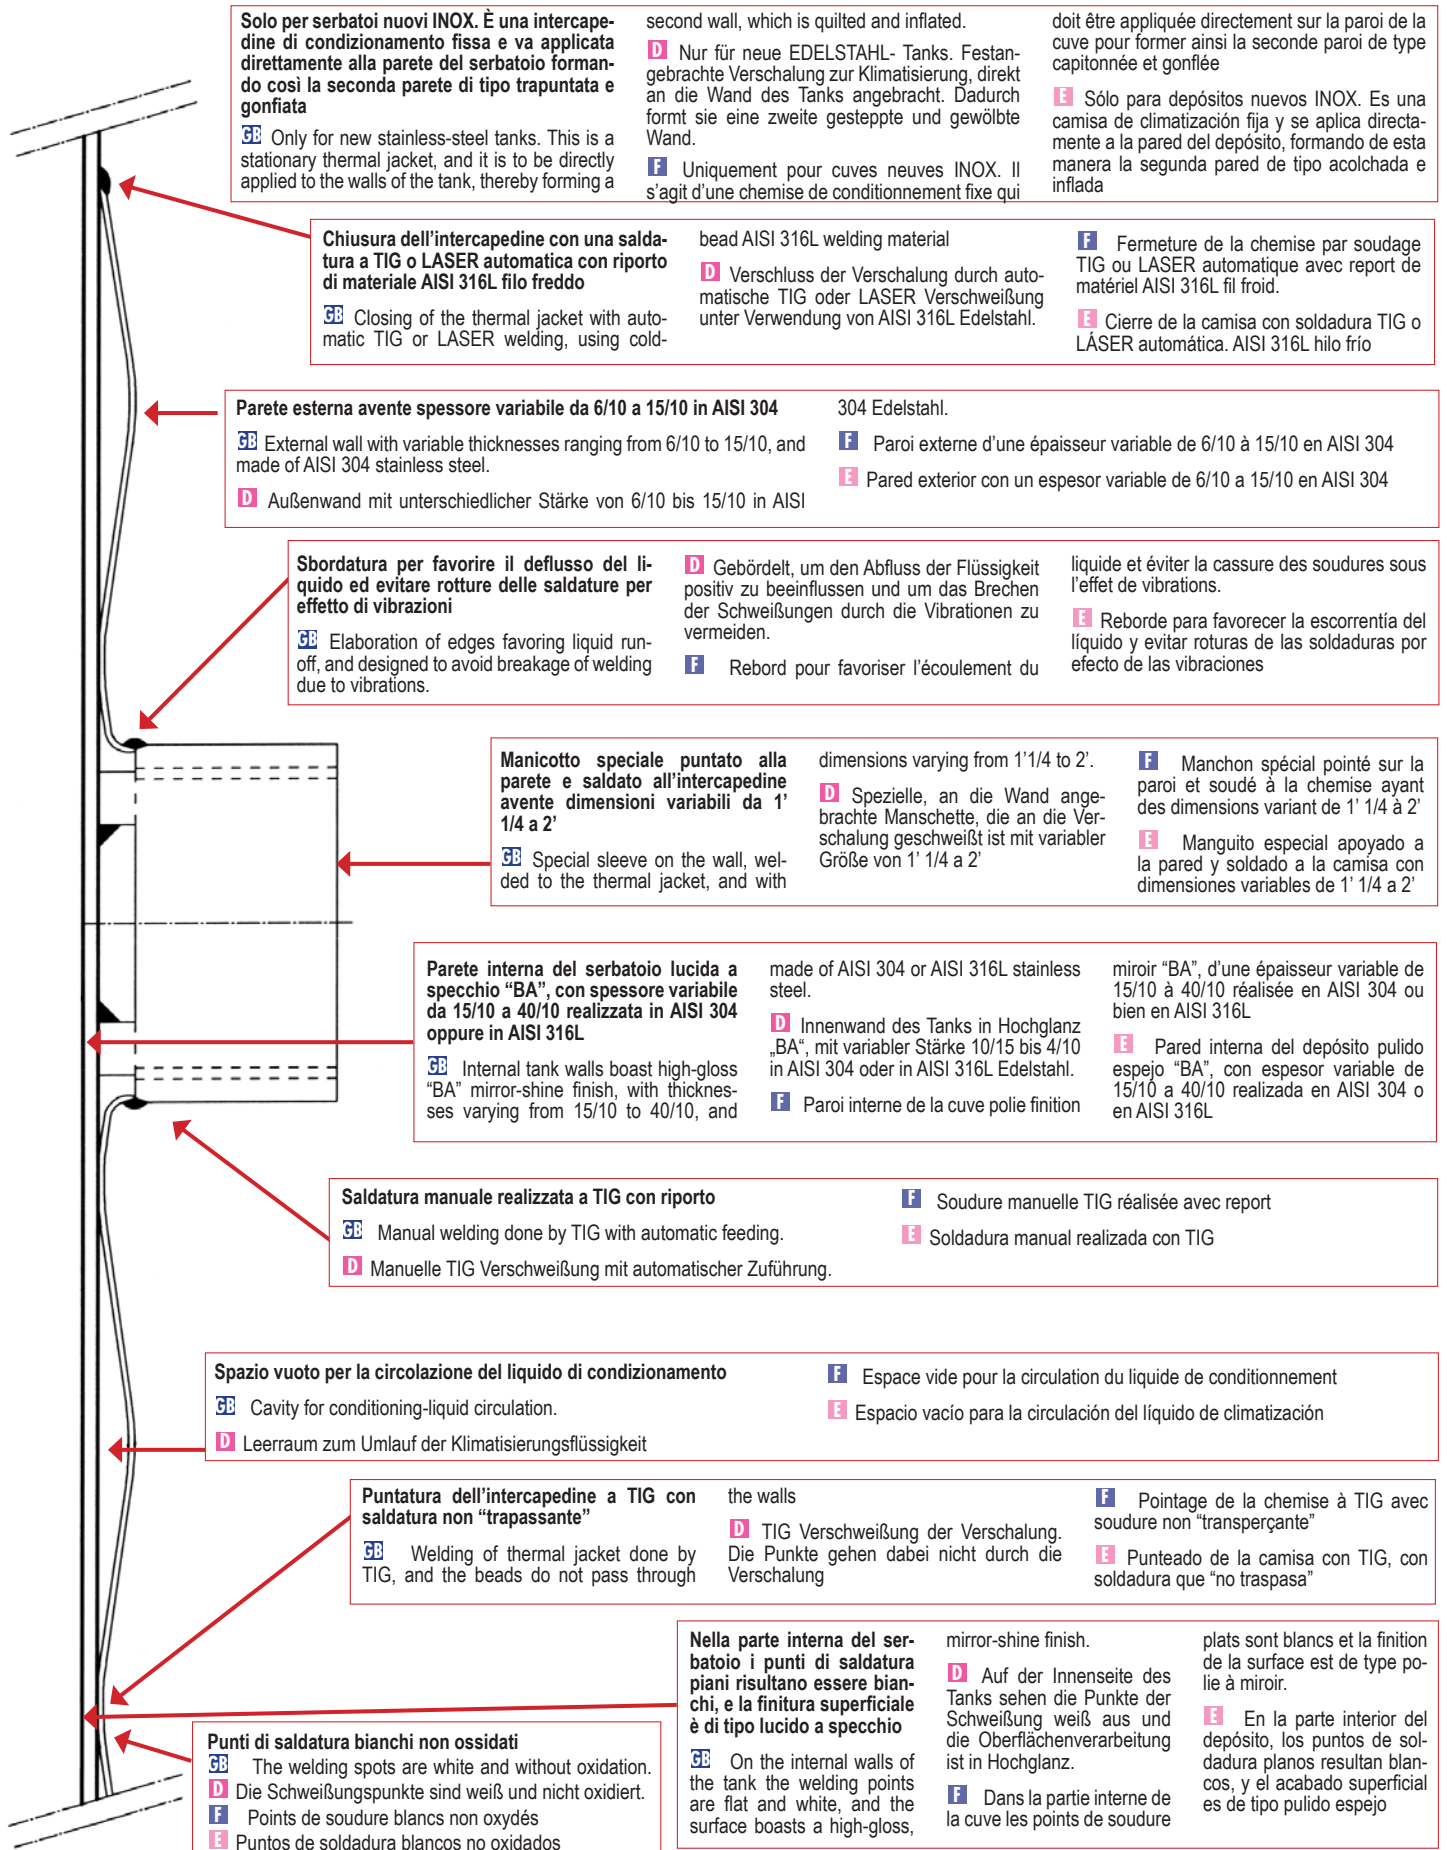 Solo per serbatoi nuovi INOX. È una intercape-
dine di condizionamento fissa e va applicata
direttamente alla parete del serbatoio forman-
do così la seconda parete di tipo trapuntata e
gonfiata
GB Only for new stainless-steel tanks. This is a
stationary thermal jacket, and it is to be directly
applied to the walls of the tank, thereby forming a
second wall, which is quilted and inflated.
D Nur für neue EDELSTAHL- Tanks. Festan-
gebrachte Verschalung zur Klimatisierung, direkt
an die Wand des Tanks angebracht. Dadurch
formt sie eine zweite gesteppte und gewölbte
Wand.
F Uniquement pour cuves neuves INOX. Il
s’agit d’une chemise de conditionnement fixe qui
doit être appliquée directement sur la paroi de la
cuve pour former ainsi la seconde paroi de type
capitonnée et gonflée
E Sólo para depósitos nuevos INOX. Es una
camisa de climatización fija y se aplica directa-
mente a la pared del depósito, formando de esta
manera la segunda pared de tipo acolchada e
inflada
Chiusura dell’intercapedine con una salda-
tura a TIG o LASER automatica con riporto
di materiale AISI 316L filo freddo
GB Closing of the thermal jacket with auto-
matic TIG or LASER welding, using cold-
bead AISI 316L welding material
D Verschluss der Verschalung durch auto-
matische TIG oder LASER Verschweißung
unter Verwendung von AISI 316L Edelstahl.
F Fermeture de la chemise par soudage
TIG ou LASER automatique avec report de
matériel AISI 316L fil froid.
E Cierre de la camisa con soldadura TIG o
LÁSER automática. AISI 316L hilo frío
Parete esterna avente spessore variabile da 6/10 a 15/10 in AISI 304
GB External wall with variable thicknesses ranging from 6/10 to 15/10, and
made of AISI 304 stainless steel.
D Außenwand mit unterschiedlicher Stärke von 6/10 bis 15/10 in AISI
304 Edelstahl.
F Paroi externe d’une épaisseur variable de 6/10 à 15/10 en AISI 304
E Pared exterior con un espesor variable de 6/10 a 15/10 en AISI 304
Sbordatura per favorire il deflusso del li-
quido ed evitare rotture delle saldature per
effetto di vibrazioni
GB Elaboration of edges favoring liquid run-
off, and designed to avoid breakage of welding
due to vibrations.
D Gebördelt, um den Abfluss der Flüssigkeit
positiv zu beeinflussen und um das Brechen
der Schweißungen durch die Vibrationen zu
vermeiden.
F Rebord pour favoriser l’écoulement du
liquide et éviter la cassure des soudures sous
l’effet de vibrations.
E Reborde para favorecer la escorrentía del
líquido y evitar roturas de las soldaduras por
efecto de las vibraciones
Manicotto speciale puntato alla
parete e saldato all’intercapedine
avente dimensioni variabili da 1’
1/4 a 2’
GB Special sleeve on the wall, wel-
ded to the thermal jacket, and with
dimensions varying from 1’1/4 to 2’.
D Spezielle, an die Wand ange-
brachte Manschette, die an die Ver-
schalung geschweißt ist mit variabler
Größe von 1’ 1/4 a 2’
F Manchon spécial pointé sur la
paroi et soudé à la chemise ayant
des dimensions variant de 1’ 1/4 à 2’
E Manguito especial apoyado a
la pared y soldado a la camisa con
dimensiones variables de 1’ 1/4 a 2’
Parete interna del serbatoio lucida a
specchio “BA”, con spessore variabile
da 15/10 a 40/10 realizzata in AISI 304
oppure in AISI 316L
GB Internal tank walls boast high-gloss
“BA” mirror-shine finish, with thicknes-
ses varying from 15/10 to 40/10, and
made of AISI 304 or AISI 316L stainless
steel.
D Innenwand des Tanks in Hochglanz
„BA“, mit variabler Stärke 10/15 bis 4/10
in AISI 304 oder in AISI 316L Edelstahl.
F Paroi interne de la cuve polie finition
miroir “BA”, d’une épaisseur variable de
15/10 à 40/10 réalisée en AISI 304 ou
bien en AISI 316L
E Pared interna del depósito pulido
espejo “BA”, con espesor variable de
15/10 a 40/10 realizada en AISI 304 o
en AISI 316L
Saldatura manuale realizzata a TIG con riporto
GB Manual welding done by TIG with automatic feeding.
D Manuelle TIG Verschweißung mit automatischer Zuführung.
F Soudure manuelle TIG réalisée avec report
E Soldadura manual realizada con TIG
Spazio vuoto per la circolazione del liquido di condizionamento
GB Cavity for conditioning-liquid circulation.
D Leerraum zum Umlauf der Klimatisierungsflüssigkeit
F Espace vide pour la circulation du liquide de conditionnement
E Espacio vacío para la circulación del líquido de climatización
Puntatura dell’intercapedine a TIG con
saldatura non “trapassante”
GB Welding of thermal jacket done by
TIG, and the beads do not pass through
the walls
D TIG Verschweißung der Verschalung.
Die Punkte gehen dabei nicht durch die
Verschalung
F Pointage de la chemise à TIG avec
soudure non “transperçante”
E Punteado de la camisa con TIG, con
soldadura que “no traspasa”
Nella parte interna del ser-
batoio i punti di saldatura
piani risultano essere bian-
chi, e la finitura superficiale
è di tipo lucido a specchio
GB On the internal walls of
the tank the welding points
are flat and white, and the
surface boasts a high-gloss,
mirror-shine finish.
D Auf der Innenseite des
Tanks sehen die Punkte der
Schweißung weiß aus und
die Oberflächenverarbeitung
ist in Hochglanz.
F Dans la partie interne de
la cuve les points de soudure
plats sont blancs et la finition
de la surface est de type po-
lie à miroir.
E En la parte interior del
depósito, los puntos de sol-
dadura planos resultan blan-
cos, y el acabado superficial
es de tipo pulido espejo
Punti di saldatura bianchi non ossidati
GB The welding spots are white and without oxidation.
D Die Schweißungspunkte sind weiß und nicht oxidiert.
F Points de soudure blancs non oxydés
E Puntos de soldadura blancos no oxidados